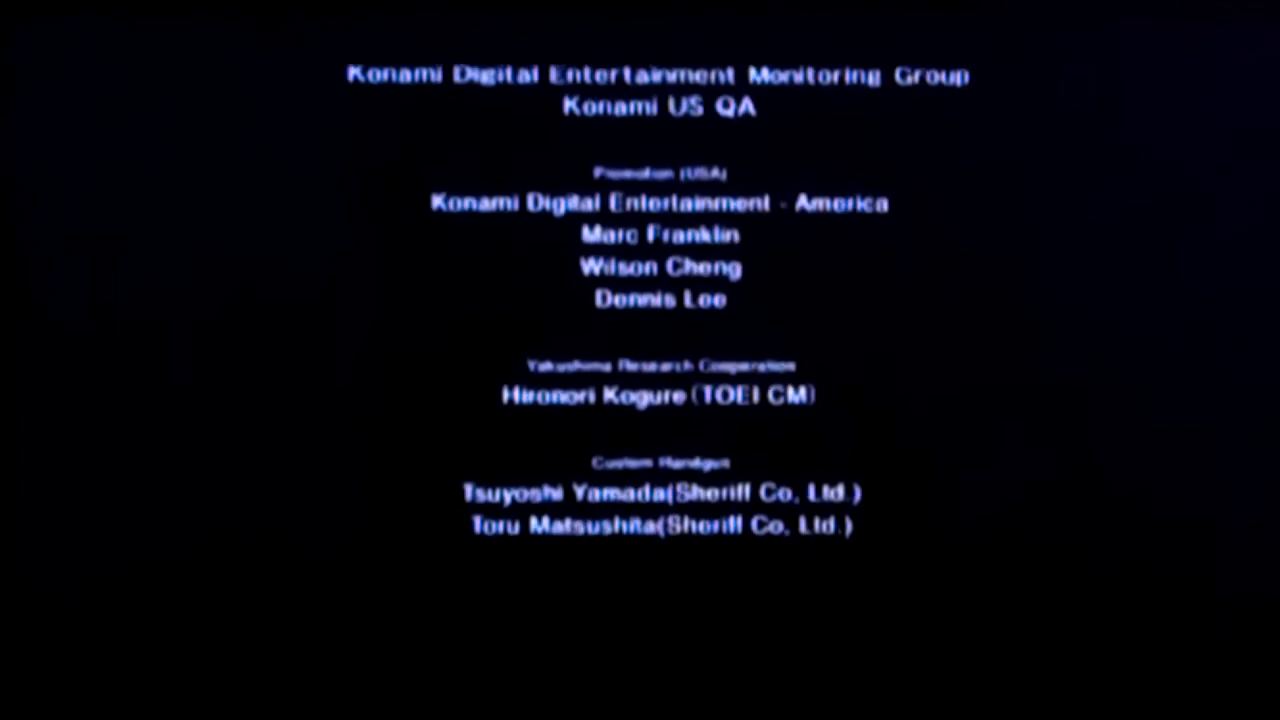 Konami Digital Entertainment Monitoring Group
Konami US QA
Promotion (USA)
Konami Digital Entertainment - America
Marc Franklin
Wilson Cheng
Dennis Lee
Yakushima Research Cooperation
Hironori Kogure (TOEI CM)
Custom Handgun
Tsuyoshi Yamada(Sheriff Co, Ltd.)
Toru Matsushita(Sheriff Co, Ltd.)